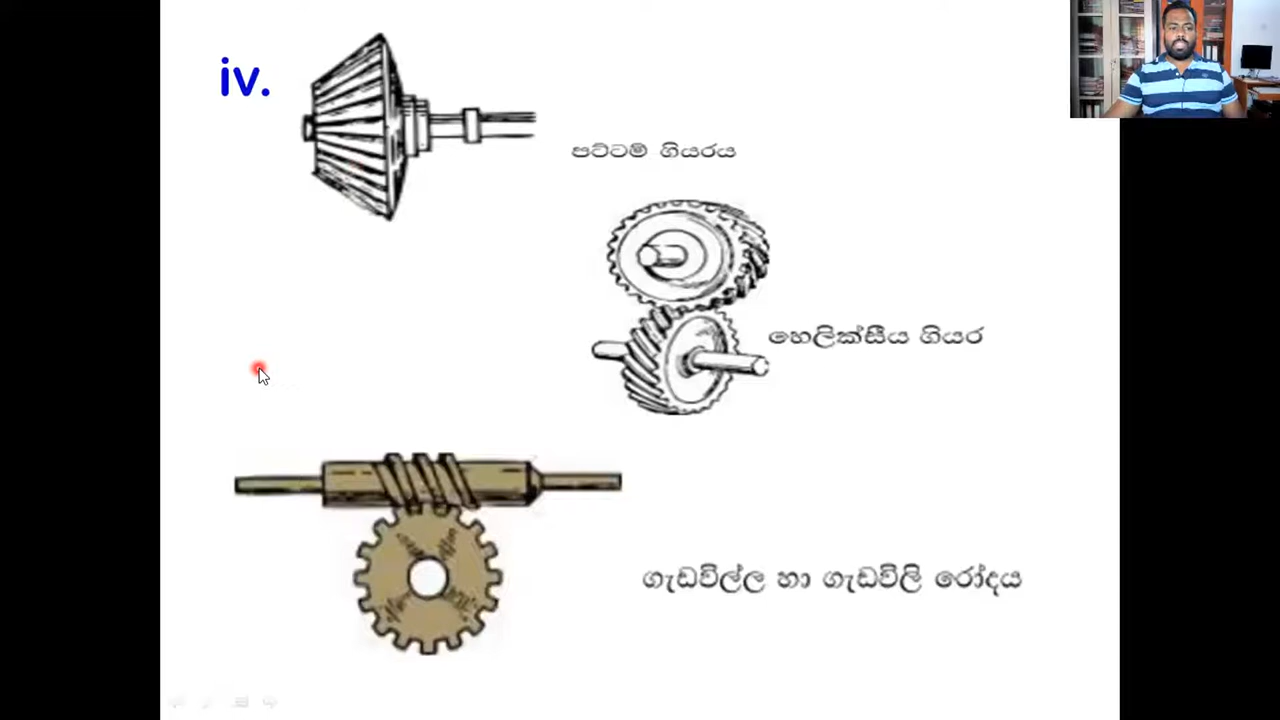 iv.
පට්ටම් ගියරය
හෙලික්සීය ගියර
ගැඩවිල්ල හා ගැඩවිලි රෝදය